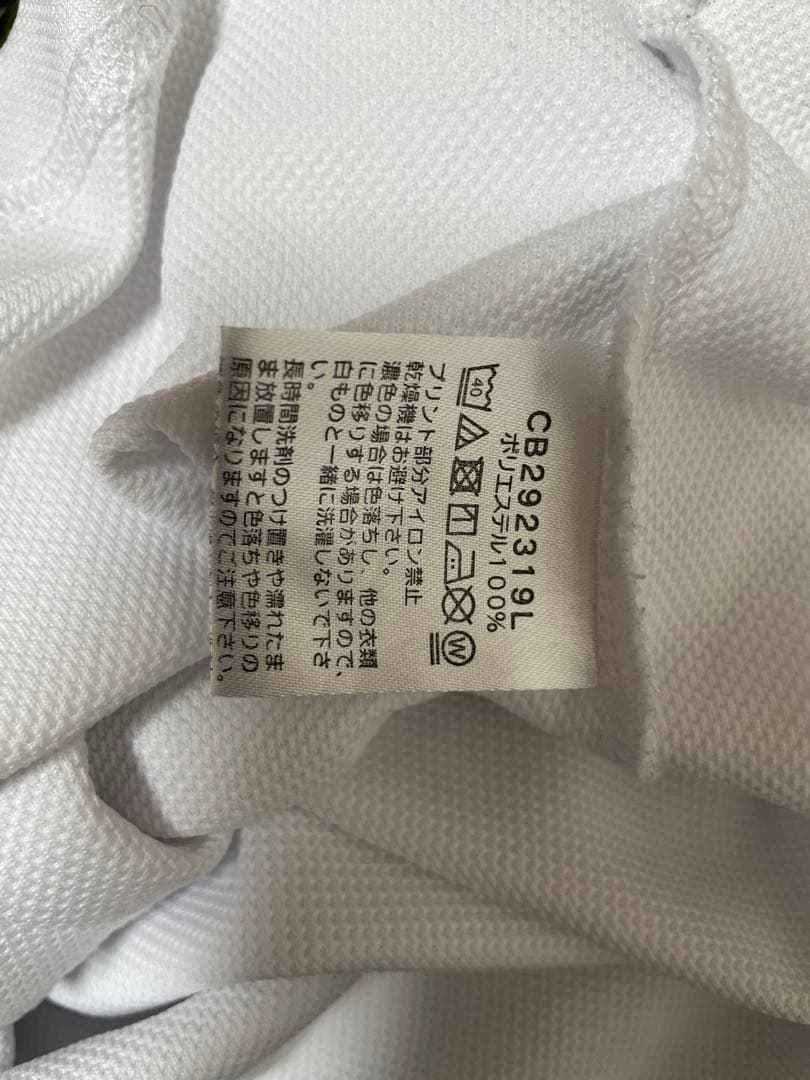 CB292319L
ポリエステル100%
40
W
プリント部分アイロン禁止
乾燥機はお避け下さい。
濃色の場合は色落ちし、他の衣類
に色移りする場合がありますので、
白ものと一緒に洗濯しないで下さ
い。
長時間洗剤のつけ置きや濡れたま
ま放置しますと色落ちや色移りの
原因になりますのでご注意下さい。